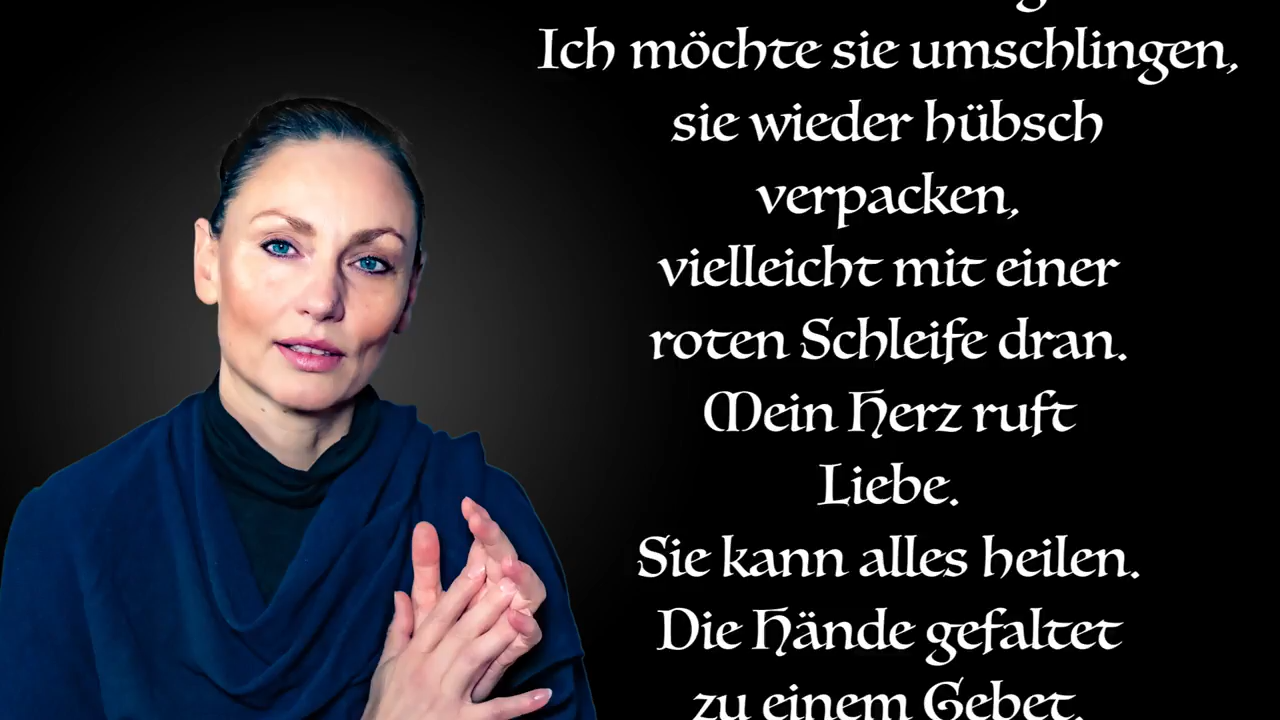 Ich möchte sie umschlingen,
sie wieder hübsch
verpacken,
vielleicht mit einer
roten Schleife dran.
Mein Herz ruft
Liebe.
Sie kann alles heilen.
Die Hände gefaltet
zu einem Gebet.